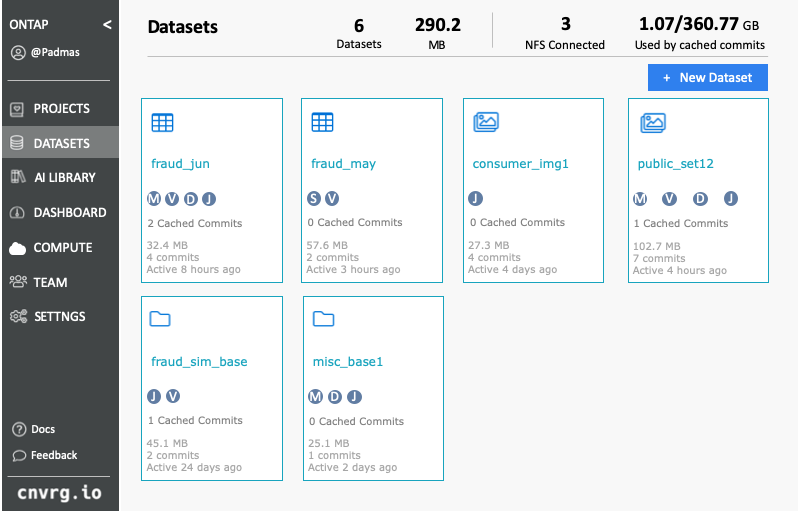 ONTAP <
@Padmas
PROJECTS
DATASETS
AI LIBRARY
DASHBOARD
COMPUTE
TEAM
SETTNGS
? Docs
Feedback
cnvrg.io
Datasets
6
Datasets
290.2
MB
3
NFS Connected
1.07/360.77 GB
Used by cached commits
+ New Dataset
fraud_jun
M V D J
2 Cached Commits
32.4 MB
4 commits
Active 8 hours ago
fraud_may
S V
0 Cached Commits
57.6 MB
2 commits
Active 3 hours ago
consumer_img1
J
0 Cached Commits
27.3 MB
4 commits
Active 4 days ago
public_set12
M V D J
1 Cached Commits
102.7 MB
7 commits
Active 4 hours ago
fraud_sim_base
J V
1 Cached Commits
45.1 MB
2 commits
Active 24 days ago
misc_base1
M D J
0 Cached Commits
25.1 MB
1 commits
Active 2 days ago